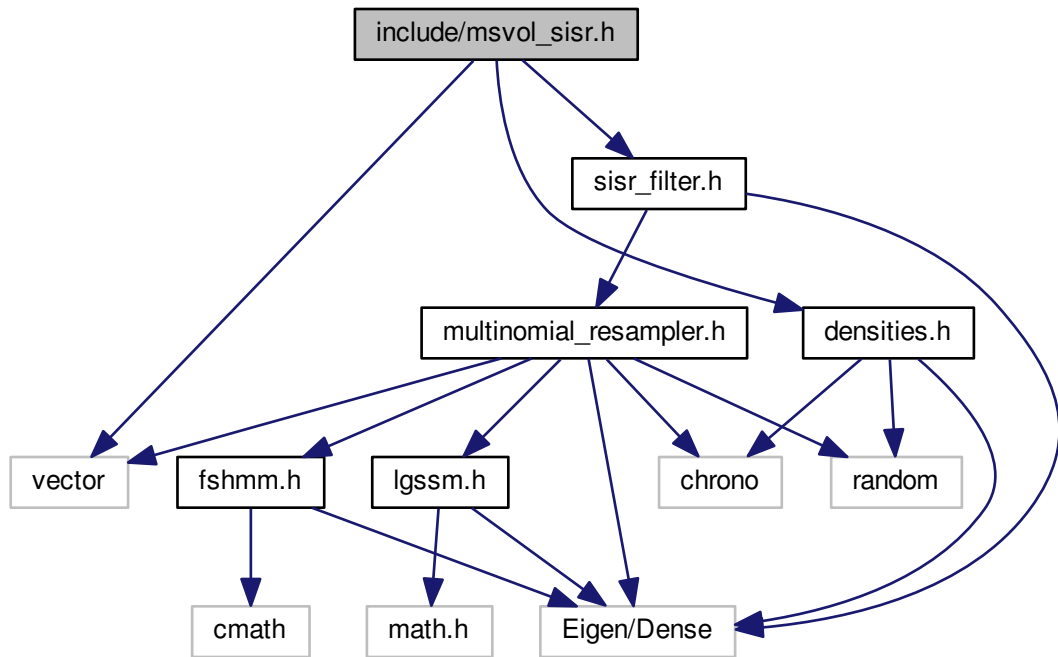 include/msvol_sisr.h
sisr_filter.h
multinomial_resampler.h
densities.h
vector
fshmm.h
lgssm.h
chrono
random
cmath
math.h
Eigen/Dense